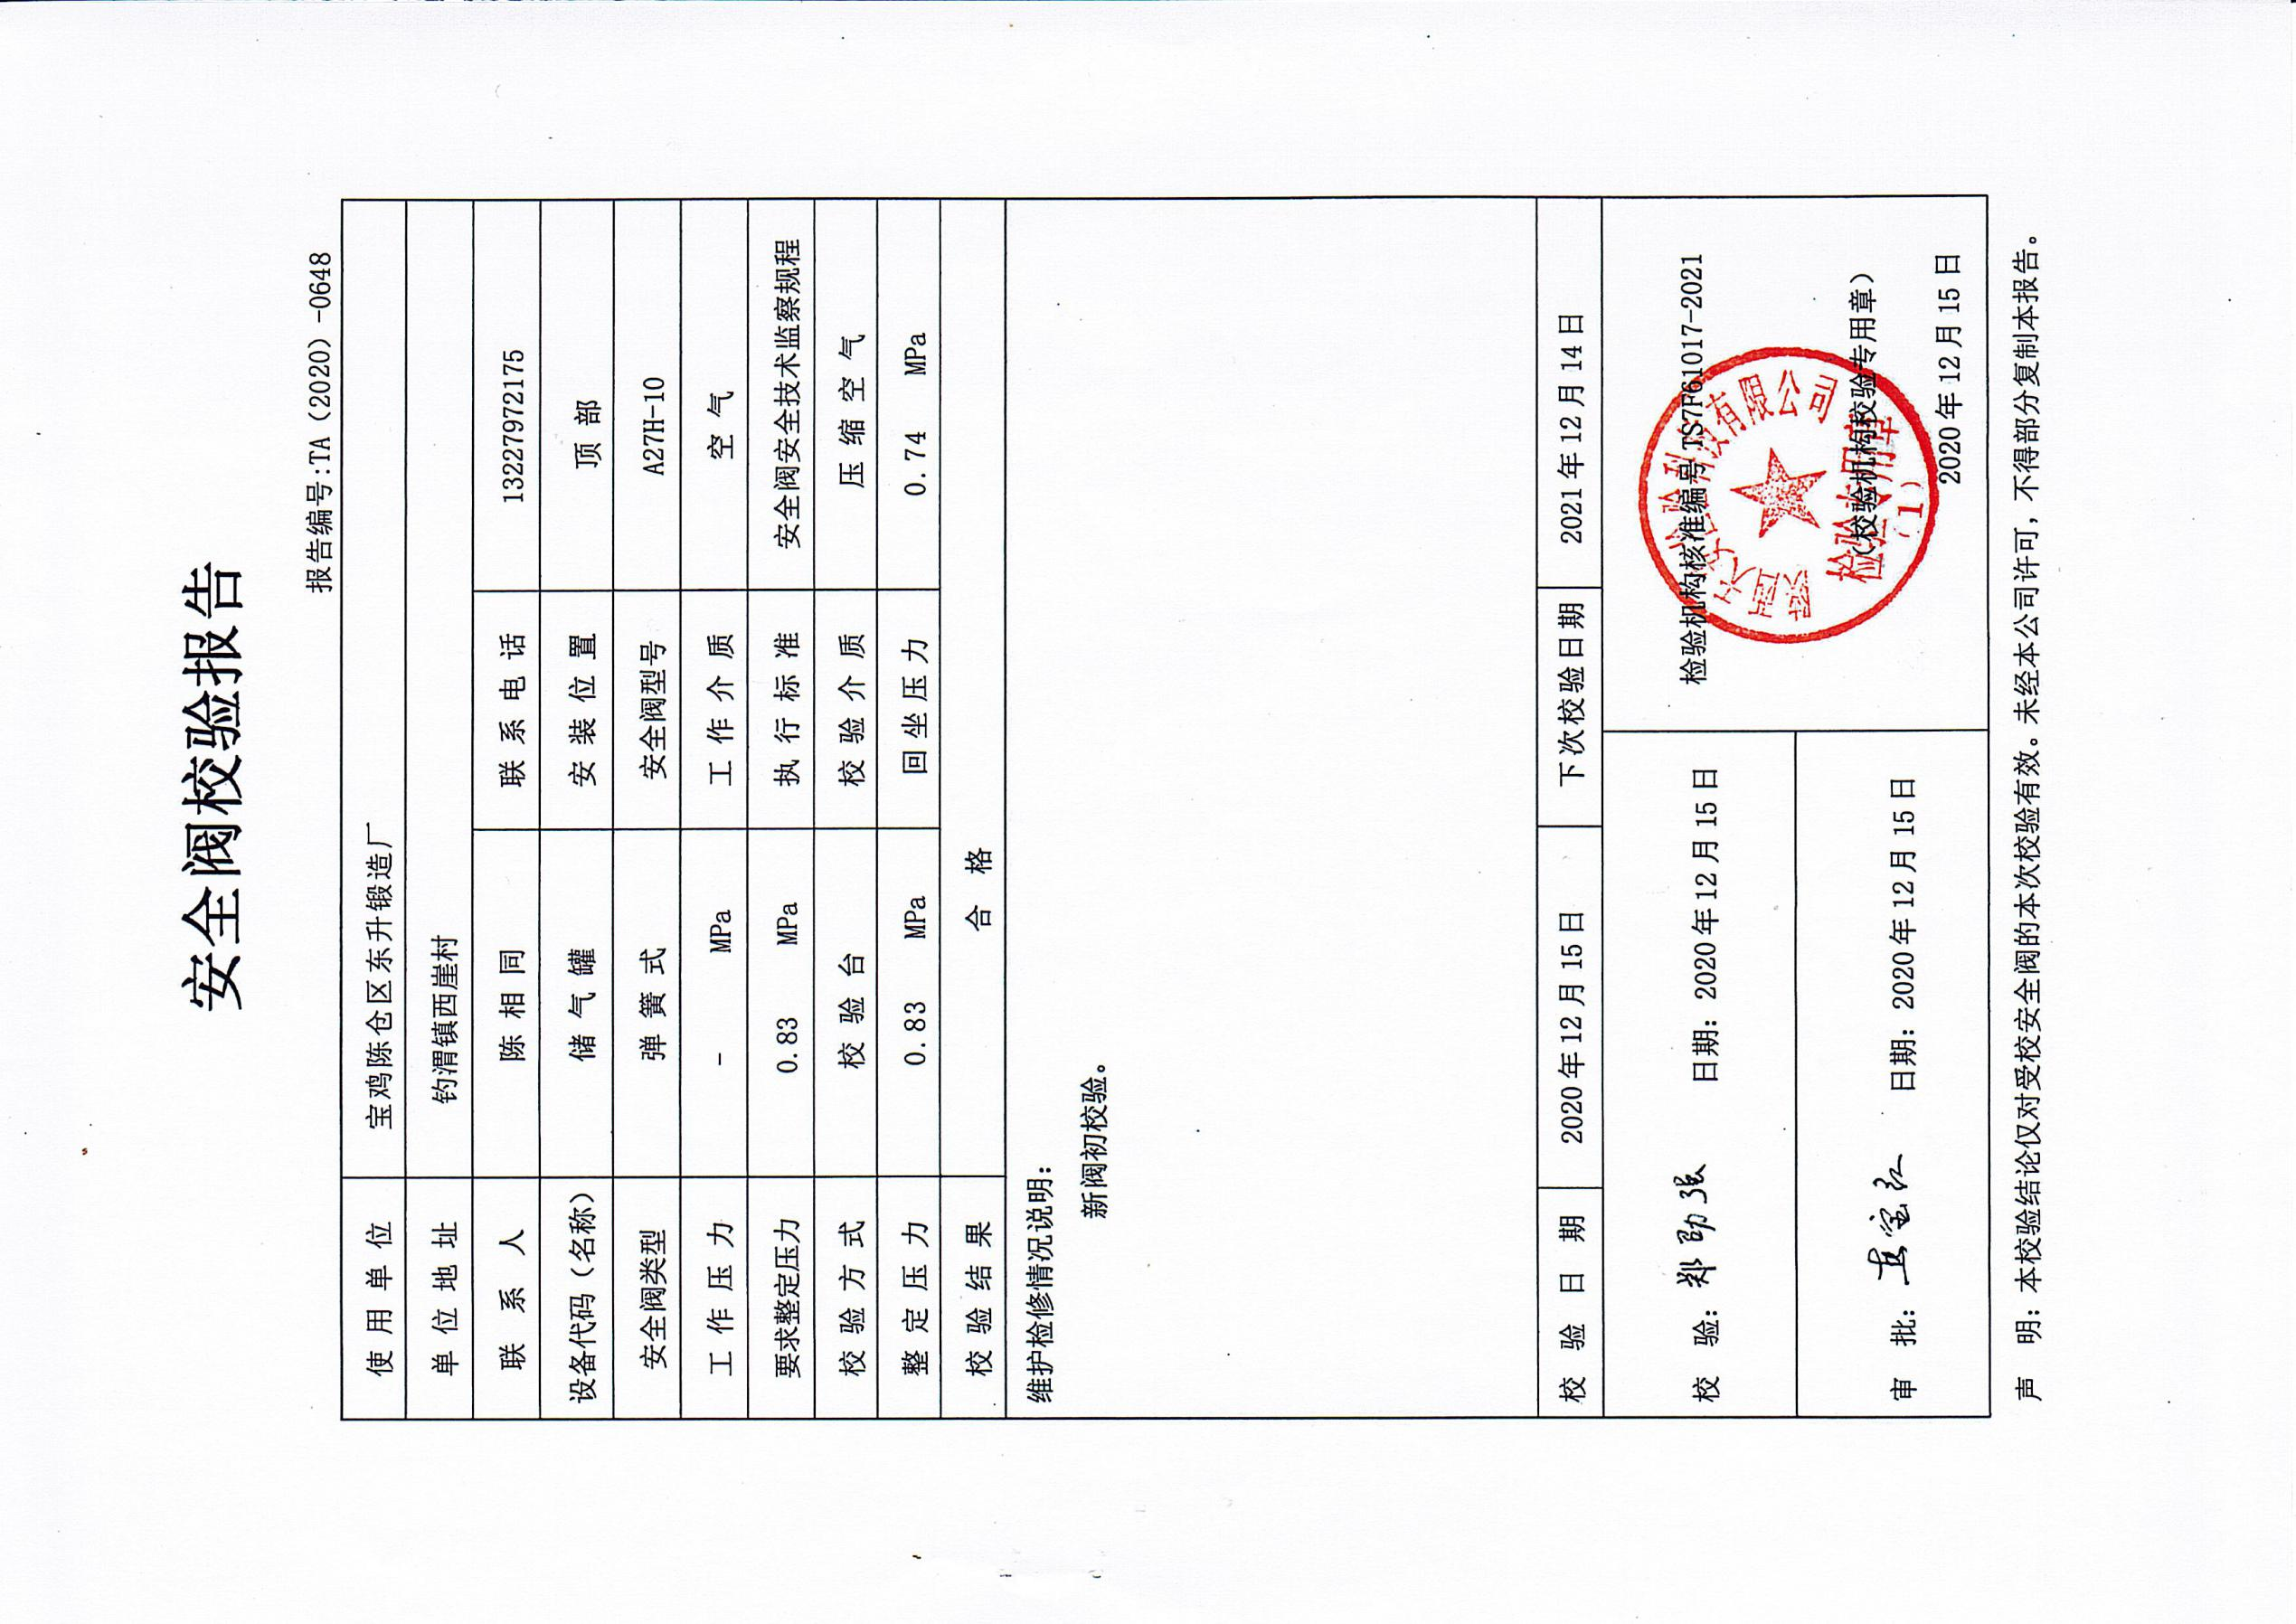 安全阀校验报告
报告编号:TA（2020）-0648
使用单位 宝鸡陈仓区东升锻造厂
单位地址 钓渭镇西崖村
联系人 陈相同 联系电话 13227972175
设备代码（名称） 储气罐 安装位置 顶部
安全阀类型 弹簧式 安全阀型号 A27H-10
工作压力 - MPa 工作介质 空气
要求整定压力 0.83 MPa 执行标准 安全阀安全技术监察规程
校验方式 校验台 校验介质 压缩空气
整定压力 0.83 MPa 回坐压力 0.74 MPa
校验结果 合格
维护检修情况说明：
新阀初校验。
校验日期 2020年12月15日 下次校验日期 2021年12月14日
检验机构核准编号 TS7F61017-2021
校验：郑勋强 日期：2020年12月15日
（校验机构校验专用章）
2020年12月15日
审批： 日期：2020年12月15日
检验专用章
（1）
声明：本校验结论仅对受校安全阀的本次校验有效。未经本公司许可，不得部分复制本报告。